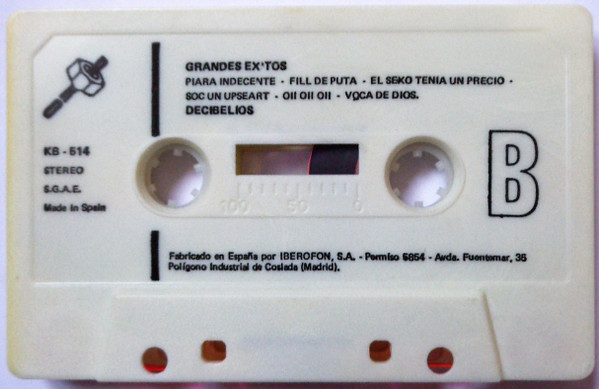 GRANDES EX'TOS
PIARA INDECENTE - FILL DE PUTA - EL SEKO TENIA UN PRECIO -
SOC UN UPSEART - OII OII OII - VOCA DE DIOS.
DECIBELIOS
KB - 514
STEREO
S.G.A.E.
Made in Spain
B
100 50 0
Fabricado en España por IBEROFON, S.A. - Permiso 5854 - Avda. Fuentemar, 35
Polígono Industrial de Coslada (Madrid).